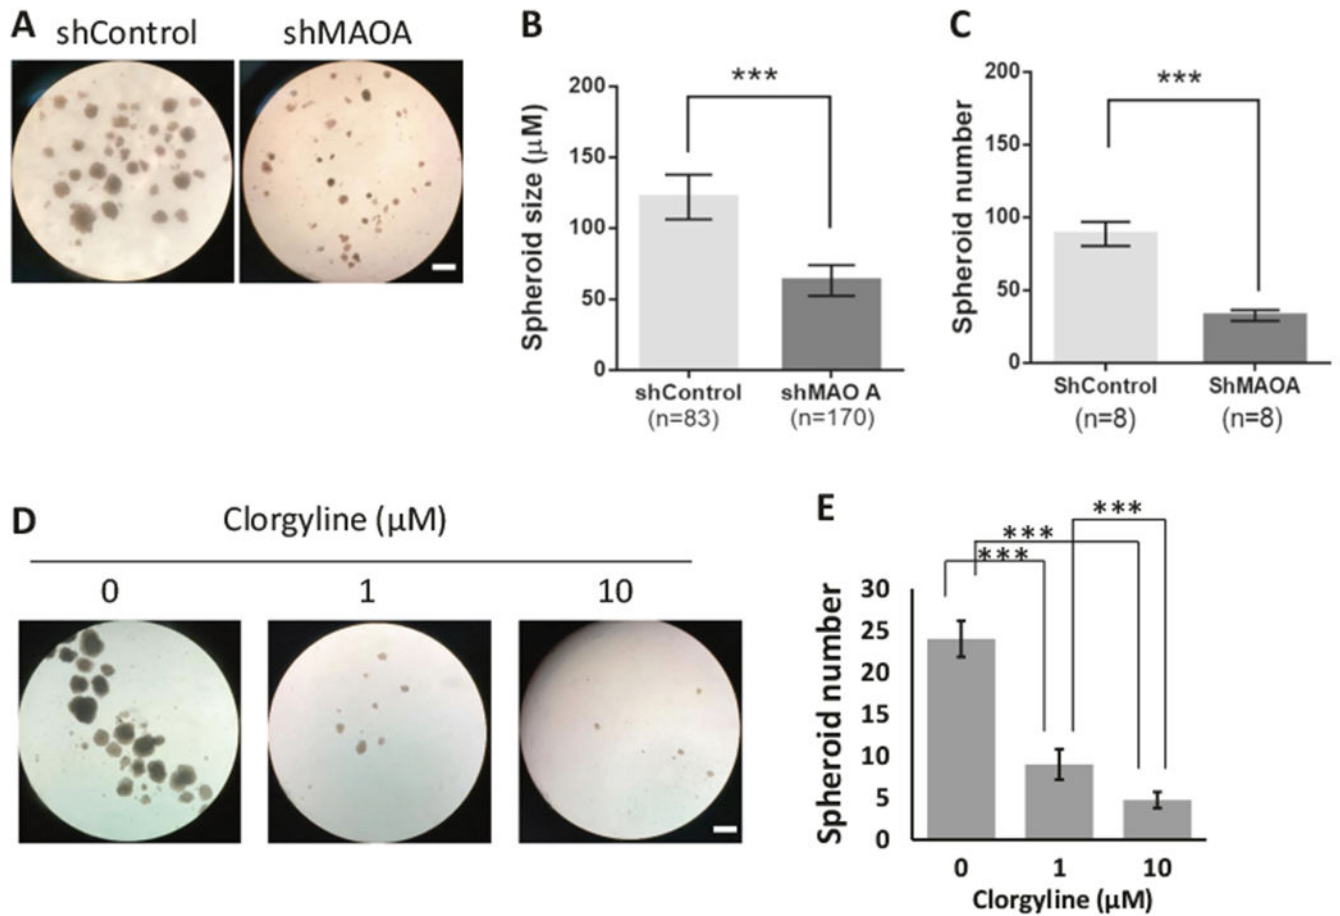 A
shControl shMAOA
B
Spheroid size (μM)
200
150
100
50
0
***
shControl
(n=83)
shMAO A
(n=170)
C
Spheroid number
200
150
100
50
0
***
ShControl
(n=8)
ShMAOA
(n=8)
D
Clorgyline (μM)
0 1 10
E
Spheroid number
30
25
20
15
10
5
0
***
***
***
0 1 10
Clorgyline (μM)